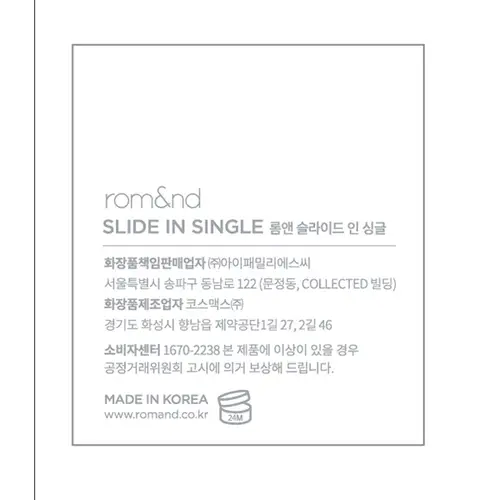 rom&nd
SLIDE IN SINGLE 롬앤 슬라이드 인 싱글
화장품책임판매업자 ㈜아이패밀리에스씨
서울특별시 송파구 동남로 122 (문정동, COLLECTED 빌딩)
화장품제조업자 코스맥스㈜
경기도 화성시 향남읍 제약공단1길 27, 2길 46
소비자센터 1670-2238 본 제품에 이상이 있을 경우
공정거래위원회 고시에 의거 보상해 드립니다.
MADE IN KOREA
www.romand.co.kr
24M